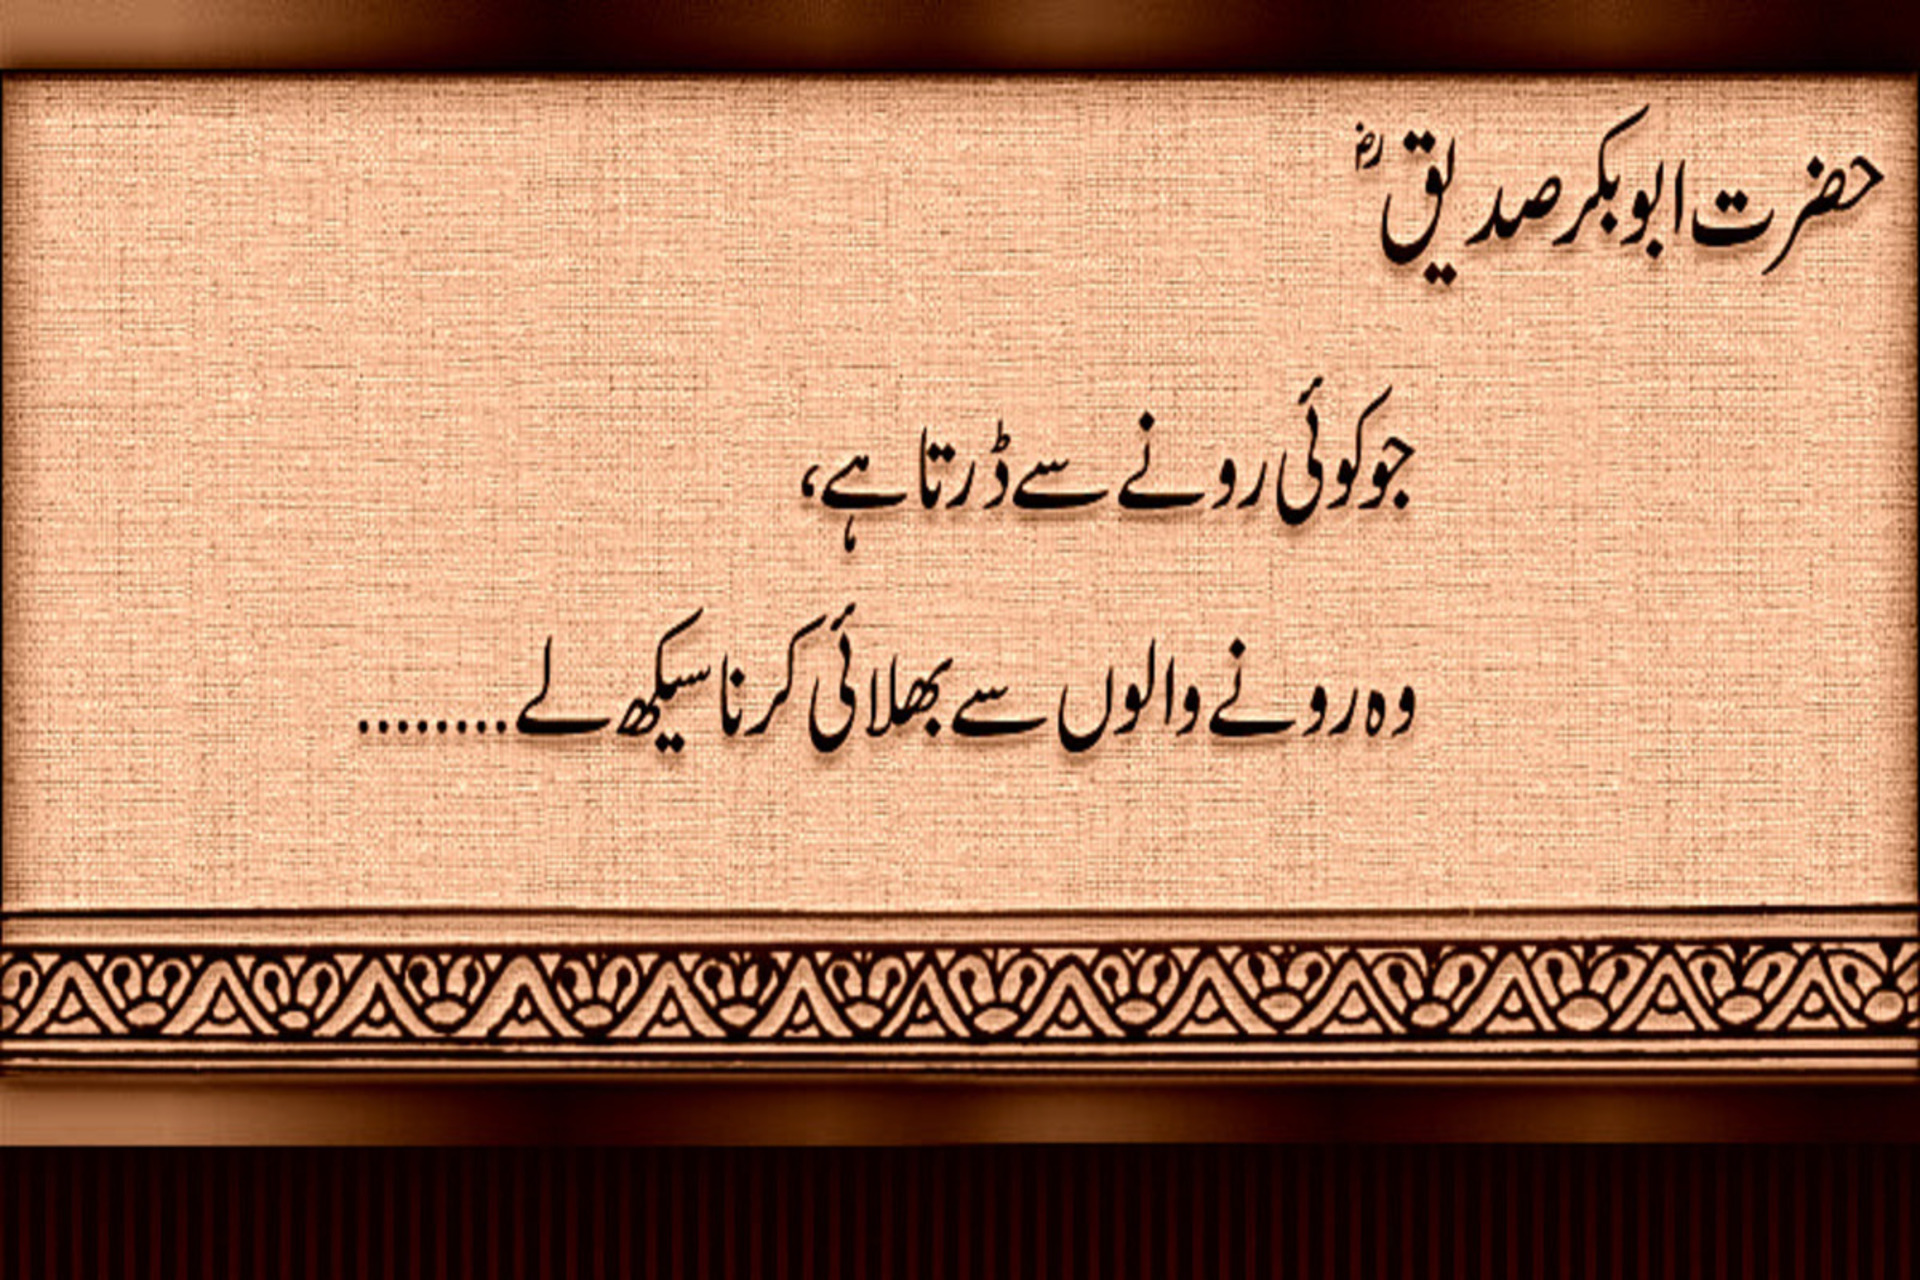 حضرت ابوبکر صدیقؓ
جو کوئی رونے سے ڈرتا ہے،
وہ رونے والوں سے بھلائی کرنا سیکھ لے........